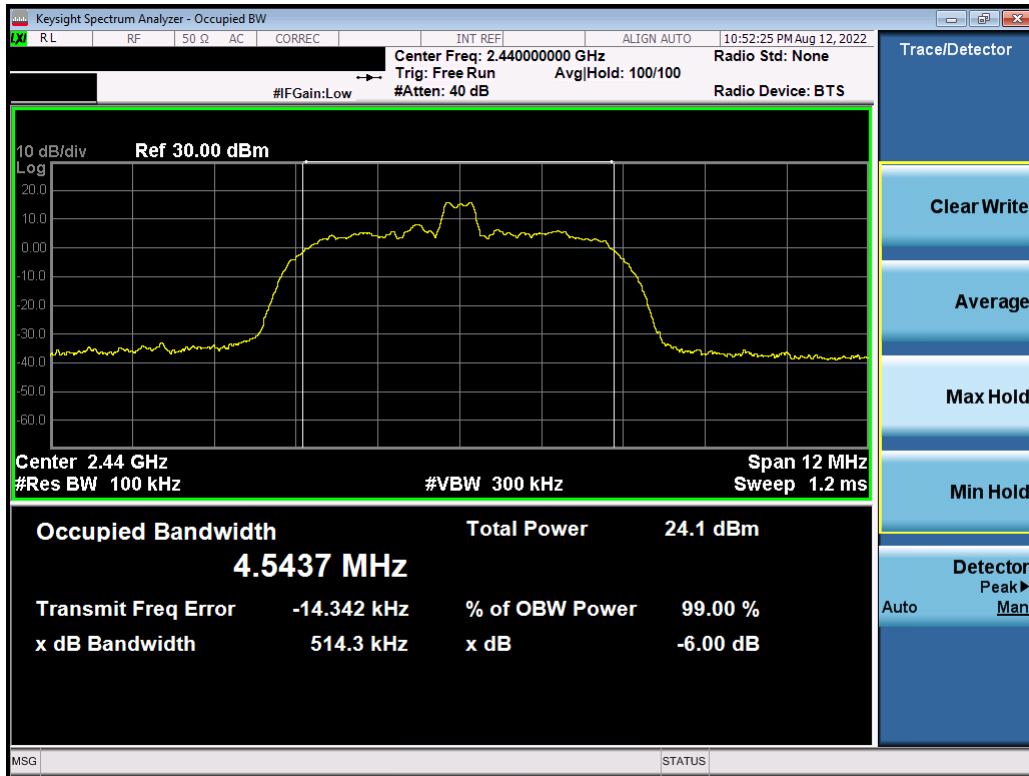 Keysight Spectrum Analyzer - Occupied BW
LXI RL RF 50 Ω AC CORREC INT REF ALIGN AUTO 10:52:25 PM Aug 12, 2022
Center Freq: 2.440000000 GHz Radio Std: None
Trig: Free Run Avg|Hold: 100/100
#IFGain:Low #Atten: 40 dB Radio Device: BTS
10 dB/div Ref 30.00 dBm
Log
20.0
10.0
0.00
-10.0
-20.0
-30.0
-40.0
-50.0
-60.0
Center 2.44 GHz Span 12 MHz
#Res BW 100 kHz #VBW 300 kHz Sweep 1.2 ms
Occupied Bandwidth Total Power 24.1 dBm
4.5437 MHz
Transmit Freq Error -14.342 kHz % of OBW Power 99.00 %
x dB Bandwidth 514.3 kHz x dB -6.00 dB
Trace/Detector
Clear Write
Average
Max Hold
Min Hold
Detector
Peak▶
Auto Man
MSG STATUS